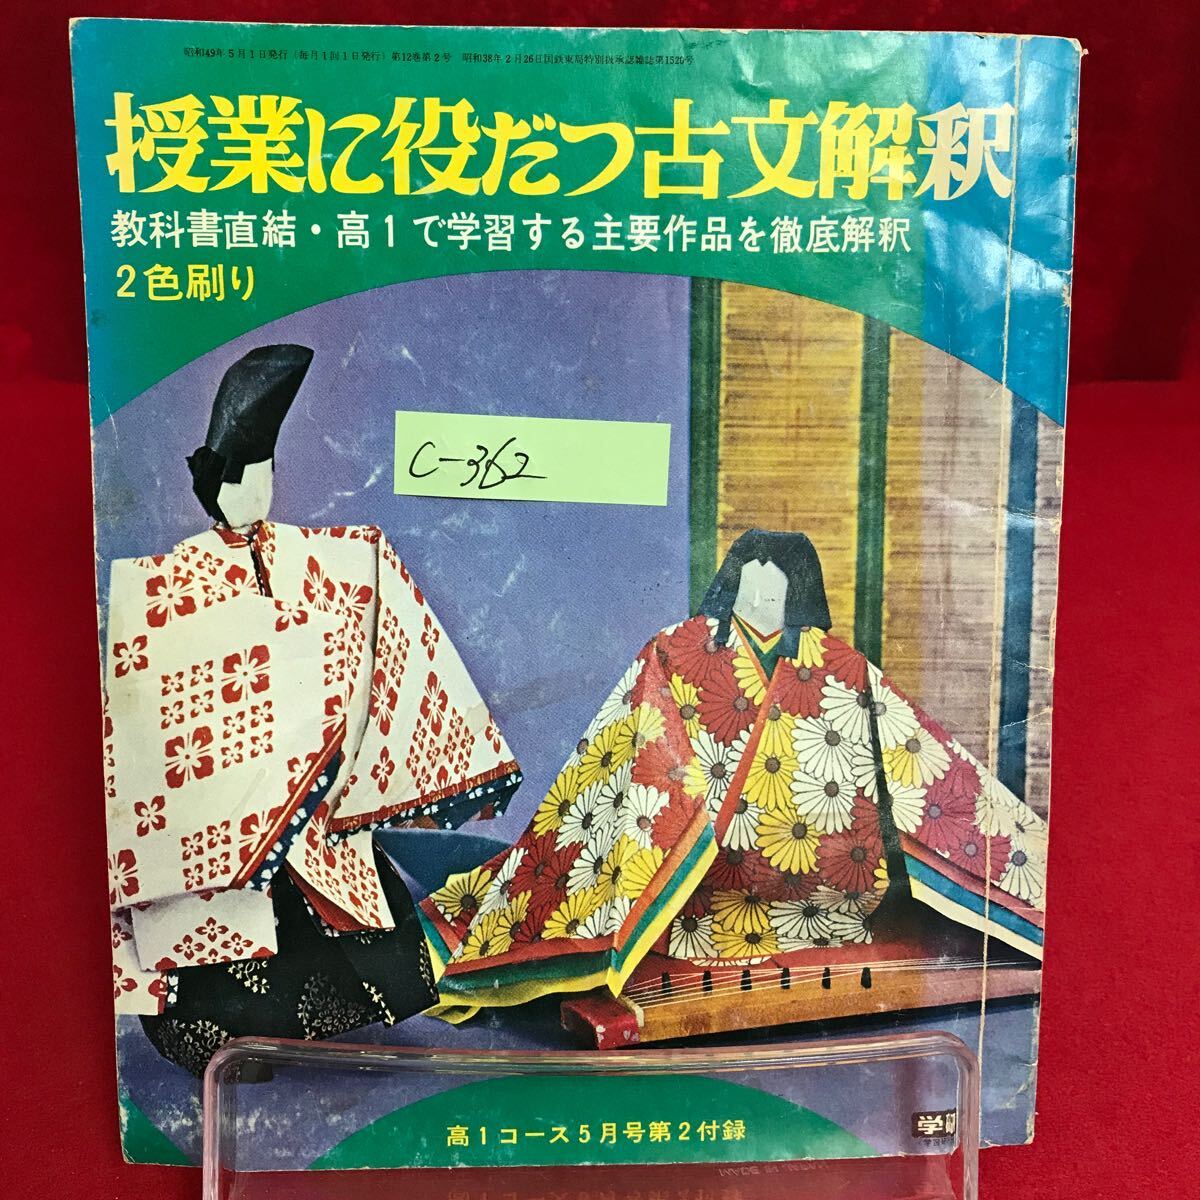 昭和49年5月1日発行（毎月1回1日発行）第12巻第2号　昭和38年2月26日国鉄東局特別扱承認雑誌第1520号
授業に役だつ古文解釈
教科書直結・高1で学習する主要作品を徹底解釈
2色刷り
C-362
高1コース5月号第2付録
学研